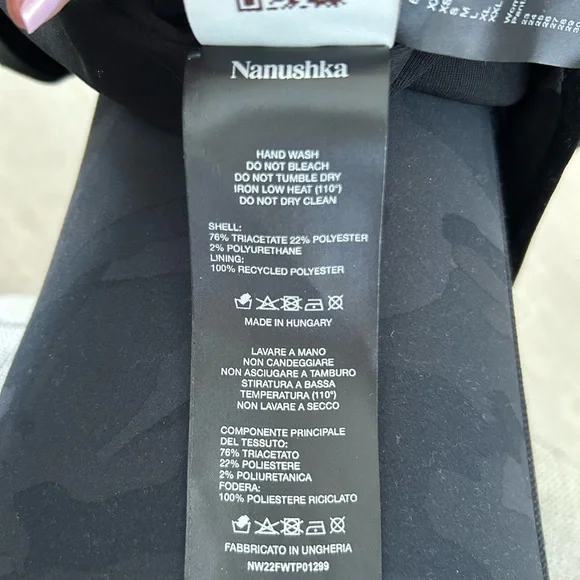 Nanushka
HAND WASH
DO NOT BLEACH
DO NOT TUMBLE DRY
IRON LOW HEAT (110°)
DO NOT DRY CLEAN
SHELL:
76% TRIACETATE 22% POLYESTER
2% POLYURETHANE
LINING:
100% RECYCLED POLYESTER
MADE IN HUNGARY
LAVARE A MANO
NON CANDEGGIARE
NON ASCIUGARE A TAMBURO
STIRATURA A BASSA
TEMPERATURA (110°)
NON LAVARE A SECCO
COMPONENTE PRINCIPALE
DEL TESSUTO:
76% TRIACETATO
22% POLIESTERE
2% POLIURETANICA
FODERA:
100% POLIESTERE RICICLATO
FABBRICATO IN UNGHERIA
NW22FWTP01299